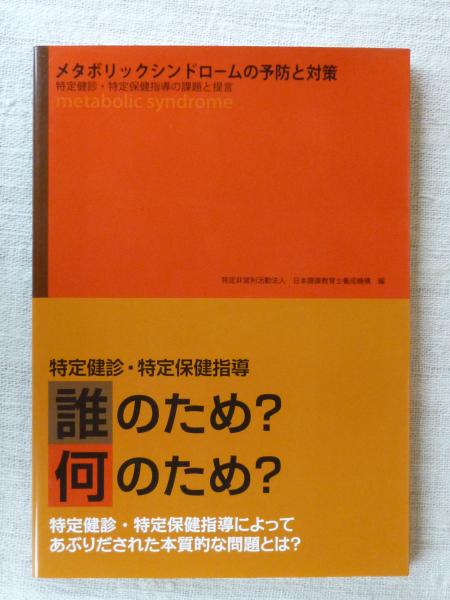 メタボリックシンドロームの予防と対策
特定健診・特定保健指導の課題と提言
metabolic syndrome
特定非営利活動法人 日本健康教育士養成機構 編
特定健診・特定保健指導
誰のため?
何のため?
特定健診・特定保健指導によって
あぶりだされた本質的な問題とは?